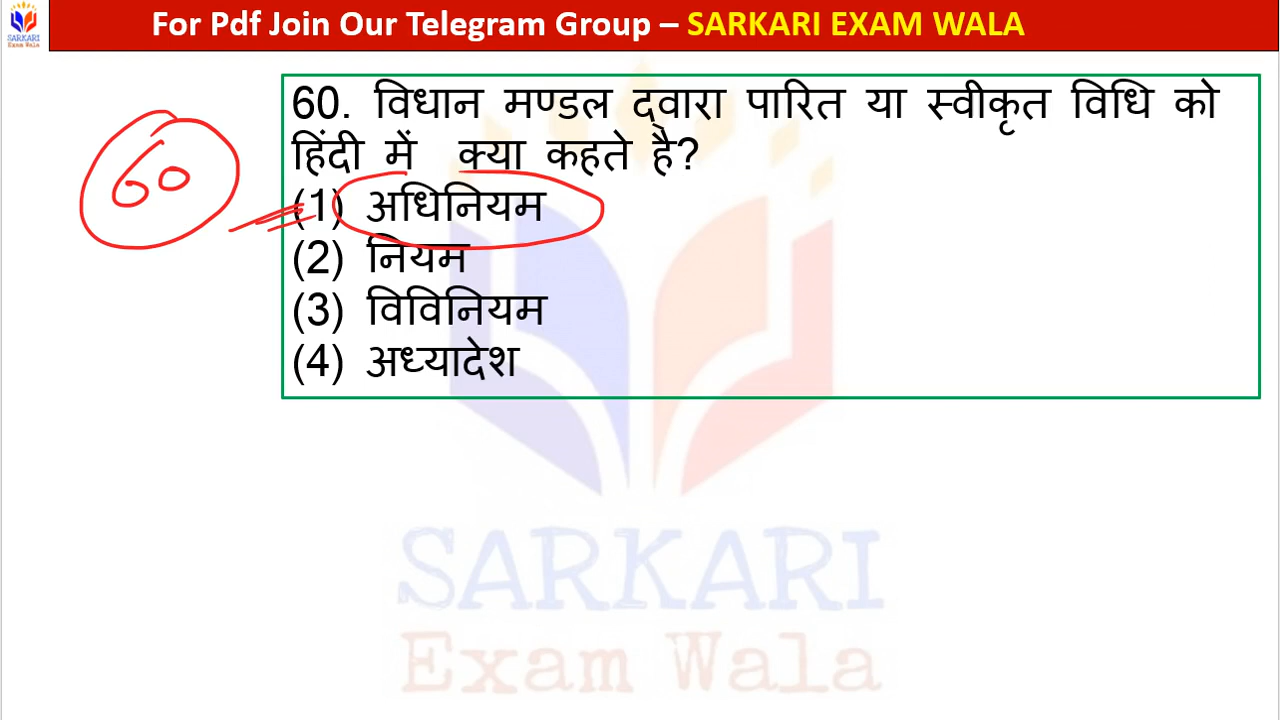 For Pdf Join Our Telegram Group – SARKARI EXAM WALA
SARKARI
Exam Wala
60. विधान मण्डल द्वारा पारित या स्वीकृत विधि को
हिंदी में क्या कहते है?
60
(1) अधिनियम
(2) नियम
(3) विविनियम
(4) अध्यादेश
SARKARI
Exam Wala